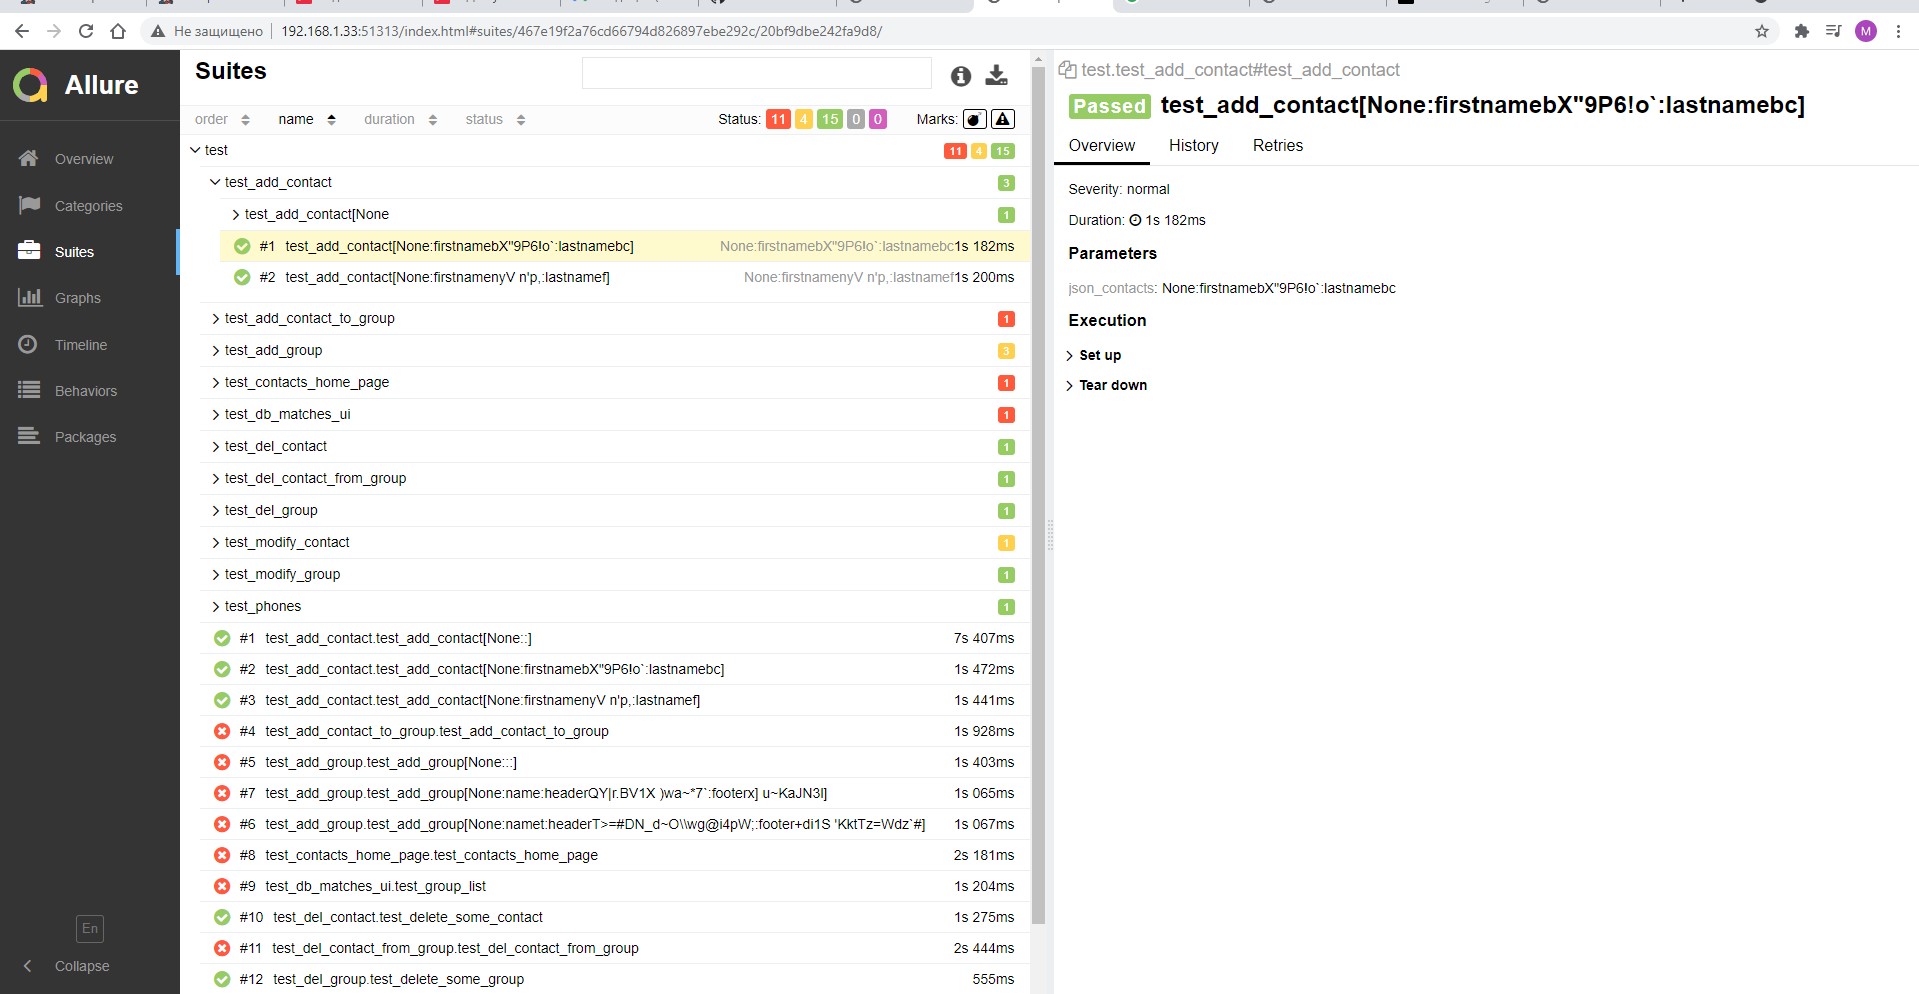 Не защищено 192.168.1.33:51313/index.html#suites/467e19f2a76cd66794d826897ebe292c/20bf9dbe242fa9d8/ M
Allure
Overview
Categories
Suites
Graphs
Timeline
Behaviors
Packages
En
Collapse
Suites
order name duration status Status: 11 4 15 0 0 Marks:
test 11 4 15
test_add_contact 3
test_add_contact[None 1
#1 test_add_contact[None:firstnamebX"9P6!o`:lastnamebc] None:firstnamebX"9P6!o`:lastnamebc 1s 182ms
#2 test_add_contact[None:firstnamenyV n'p,:lastnamef] None:firstnamenyV n'p,:lastnamef 1s 200ms
test_add_contact_to_group 1
test_add_group 3
test_contacts_home_page 1
test_db_matches_ui 1
test_del_contact 1
test_del_contact_from_group 1
test_del_group 1
test_modify_contact 1
test_modify_group 1
test_phones 1
#1 test_add_contact.test_add_contact[None::] 7s 407ms
#2 test_add_contact.test_add_contact[None:firstnamebX"9P6!o`:lastnamebc] 1s 472ms
#3 test_add_contact.test_add_contact[None:firstnamenyV n'p,:lastnamef] 1s 441ms
#4 test_add_contact_to_group.test_add_contact_to_group 1s 928ms
#5 test_add_group.test_add_group[None:::] 1s 403ms
#7 test_add_group.test_add_group[None:name:headerQY|r.BV1X )wa~*7`:footerx] u~KaJN3I] 1s 065ms
#6 test_add_group.test_add_group[None:namet:headerT>=#DN_d~O\\wg@i4pW;:footer+di1S 'KktTz=Wdz`#] 1s 067ms
#8 test_contacts_home_page.test_contacts_home_page 2s 181ms
#9 test_db_matches_ui.test_group_list 1s 204ms
#10 test_del_contact.test_delete_some_contact 1s 275ms
#11 test_del_contact_from_group.test_del_contact_from_group 2s 444ms
#12 test_del_group.test_delete_some_group 555ms
test.test_add_contact#test_add_contact
Passed test_add_contact[None:firstnamebX"9P6!o`:lastnamebc]
Overview History Retries
Severity: normal
Duration: 1s 182ms
Parameters
json_contacts: None:firstnamebX"9P6!o`:lastnamebc
Execution
Set up
Tear down